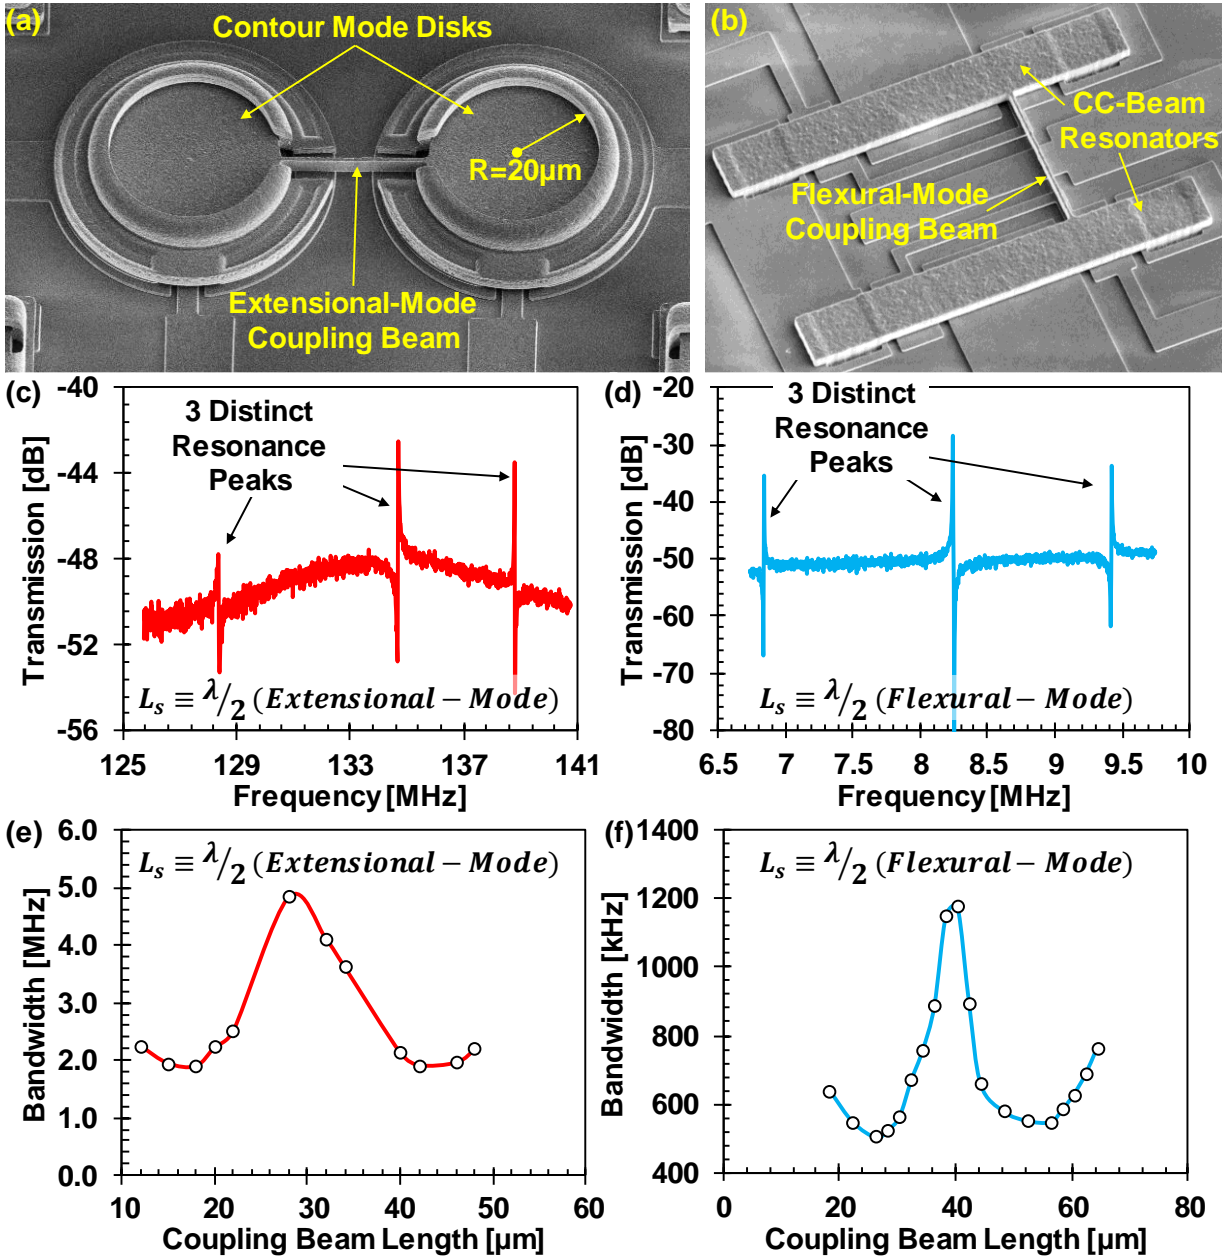 (a)
Contour Mode Disks
R=20μm
Extensional-Mode
Coupling Beam
(b)
CC-Beam
Resonators
Flexural-Mode
Coupling Beam
(c)
-40
-44
-48
-52
-56
Transmission [dB]
3 Distinct
Resonance
Peaks
L_s ≡ λ/2 (Extensional − Mode)
125
129
133
137
141
Frequency [MHz]
(d)
-20
-30
-40
-50
-60
-70
-80
Transmission [dB]
3 Distinct
Resonance
Peaks
L_s ≡ λ/2 (Flexural − Mode)
6.5
7
7.5
8
8.5
9
9.5
10
Frequency [MHz]
(e)
6.0
5.0
4.0
3.0
2.0
1.0
0.0
Bandwidth [MHz]
L_s ≡ λ/2 (Extensional − Mode)
10
20
30
40
50
Coupling Beam Length [μm]
(f)
1400
1200
1000
800
600
400
Bandwidth [kHz]
L_s ≡ λ/2 (Flexural − Mode)
0
20
40
60
80
Coupling Beam Length [μm]